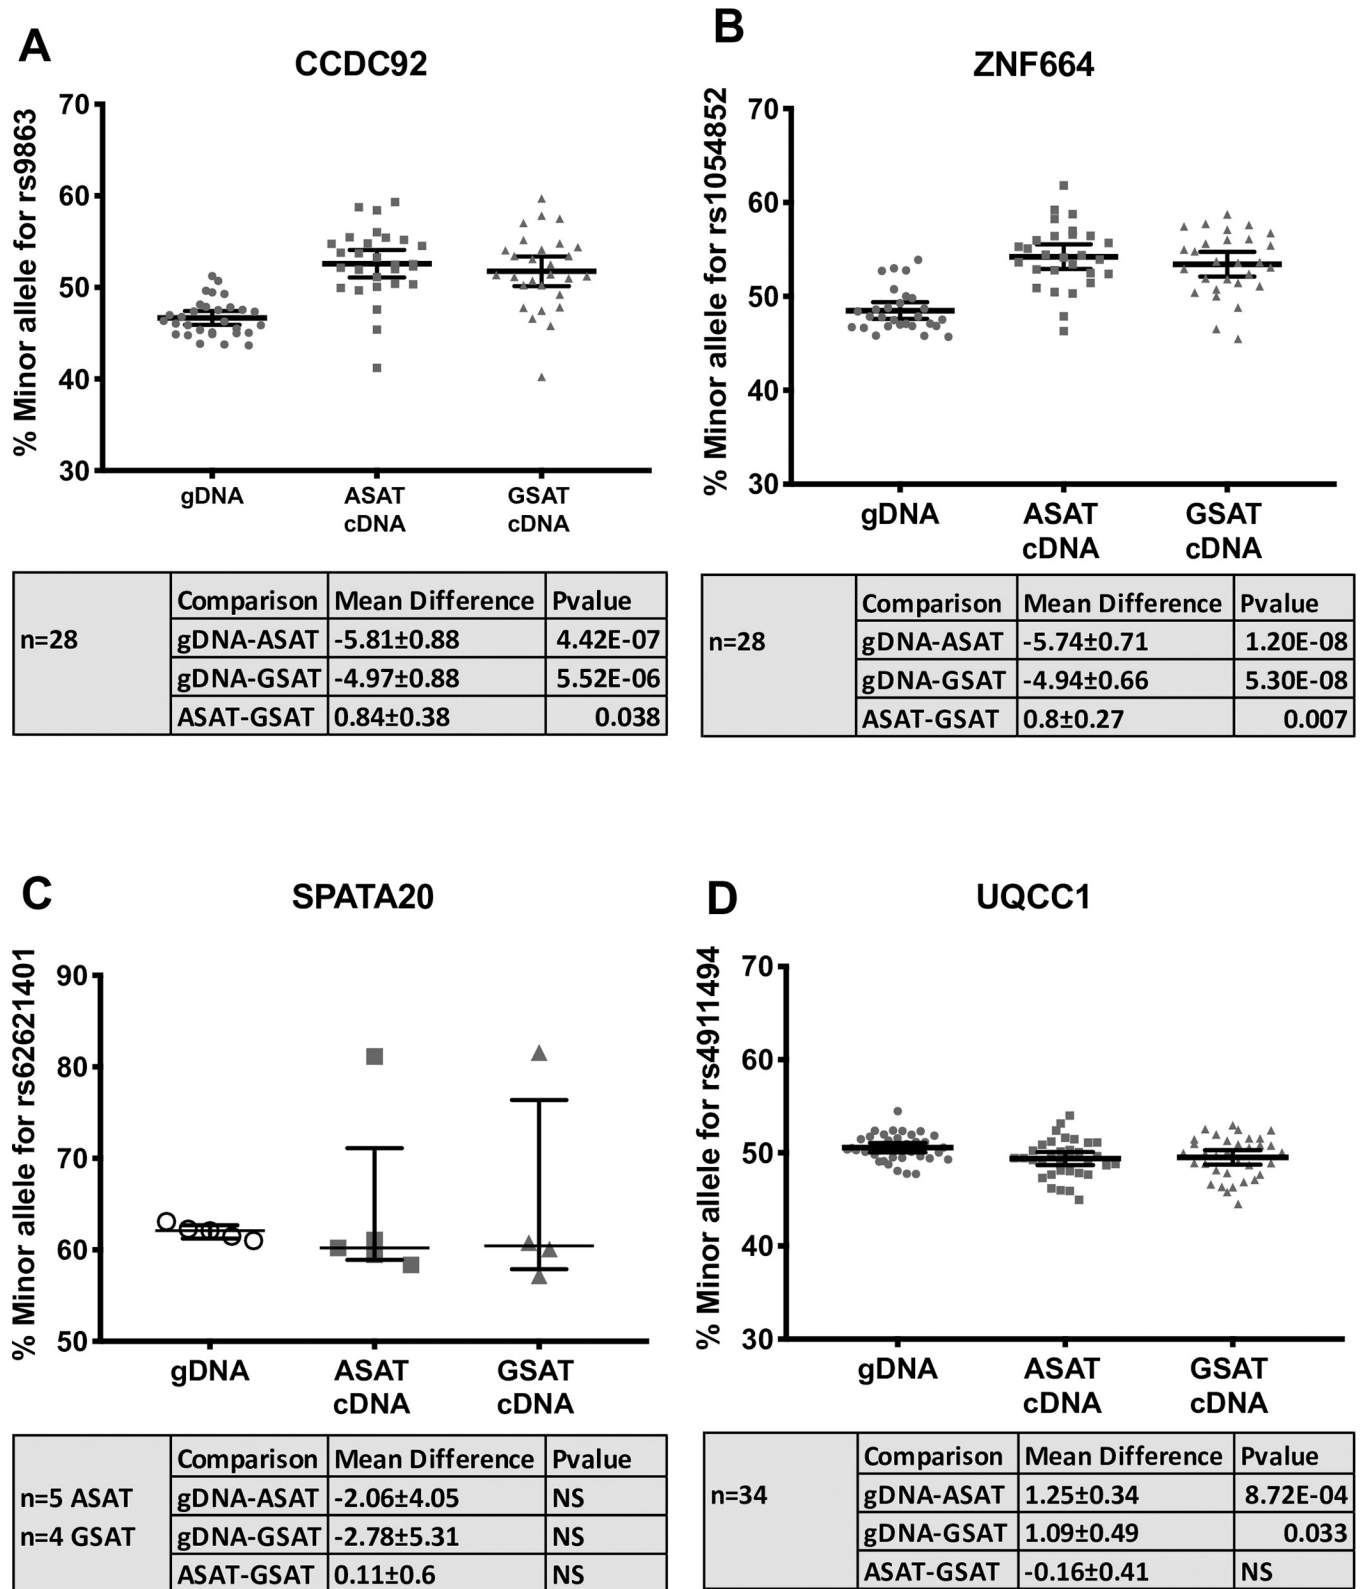 A
CCDC92
% Minor allele for rs9863
70
60
50
40
30
gDNA
ASAT
cDNA
GSAT
cDNA
n=28
Comparison Mean Difference Pvalue
gDNA-ASAT -5.81±0.88 4.42E-07
gDNA-GSAT -4.97±0.88 5.52E-06
ASAT-GSAT 0.84±0.38 0.038
B
ZNF664
% Minor allele for rs1054852
70
60
50
40
30
gDNA
ASAT
cDNA
GSAT
cDNA
n=28
Comparison Mean Difference Pvalue
gDNA-ASAT -5.74±0.71 1.20E-08
gDNA-GSAT -4.94±0.66 5.30E-08
ASAT-GSAT 0.8±0.27 0.007
C
SPATA20
% Minor allele for rs62621401
90
80
70
60
50
gDNA
ASAT
cDNA
GSAT
cDNA
n=5 ASAT
n=4 GSAT
Comparison Mean Difference Pvalue
gDNA-ASAT -2.06±4.05 NS
gDNA-GSAT -2.78±5.31 NS
ASAT-GSAT 0.11±0.6 NS
D
UQCC1
% Minor allele for rs4911494
70
60
50
40
30
gDNA
ASAT
cDNA
GSAT
cDNA
n=34
Comparison Mean Difference Pvalue
gDNA-ASAT 1.25±0.34 8.72E-04
gDNA-GSAT 1.09±0.49 0.033
ASAT-GSAT -0.16±0.41 NS